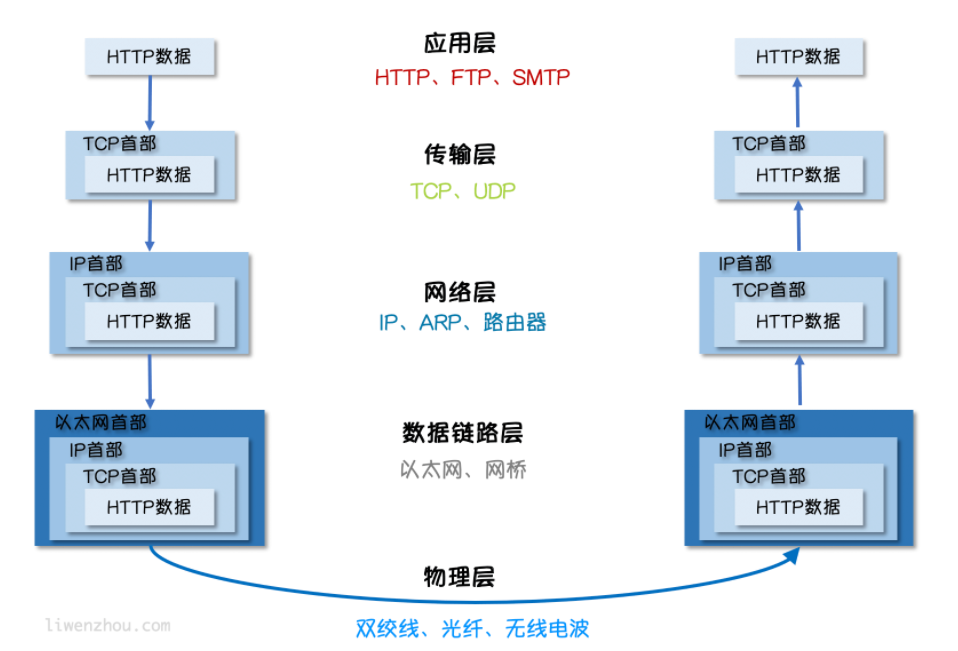 应用层
HTTP、FTP、SMTP
HTTP数据
HTTP数据
TCP首部
HTTP数据
传输层
TCP、UDP
TCP首部
HTTP数据
IP首部
TCP首部
HTTP数据
网络层
IP、ARP、路由器
IP首部
TCP首部
HTTP数据
以太网首部
IP首部
TCP首部
HTTP数据
数据链路层
以太网、网桥
以太网首部
IP首部
TCP首部
HTTP数据
物理层
双绞线、光纤、无线电波
liwenzhou.com